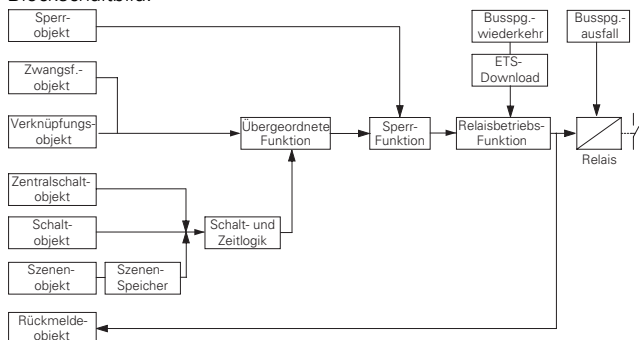 Blockschaltbild:
Sperr-
objekt
Busspg.-
wiederkehr
Busspg.-
ausfall
Zwangsf.-
objekt
ETS-
Download
Verknüpfungs-
objekt
Übergeordnete
Funktion
Sperr-
Funktion
Relaisbetriebs-
Funktion
Relais
Zentralschalt-
objekt
Schalt-
objekt
Schalt- und
Zeitlogik
Szenen-
objekt
Szenen-
Speicher
Rückmelde-
objekt